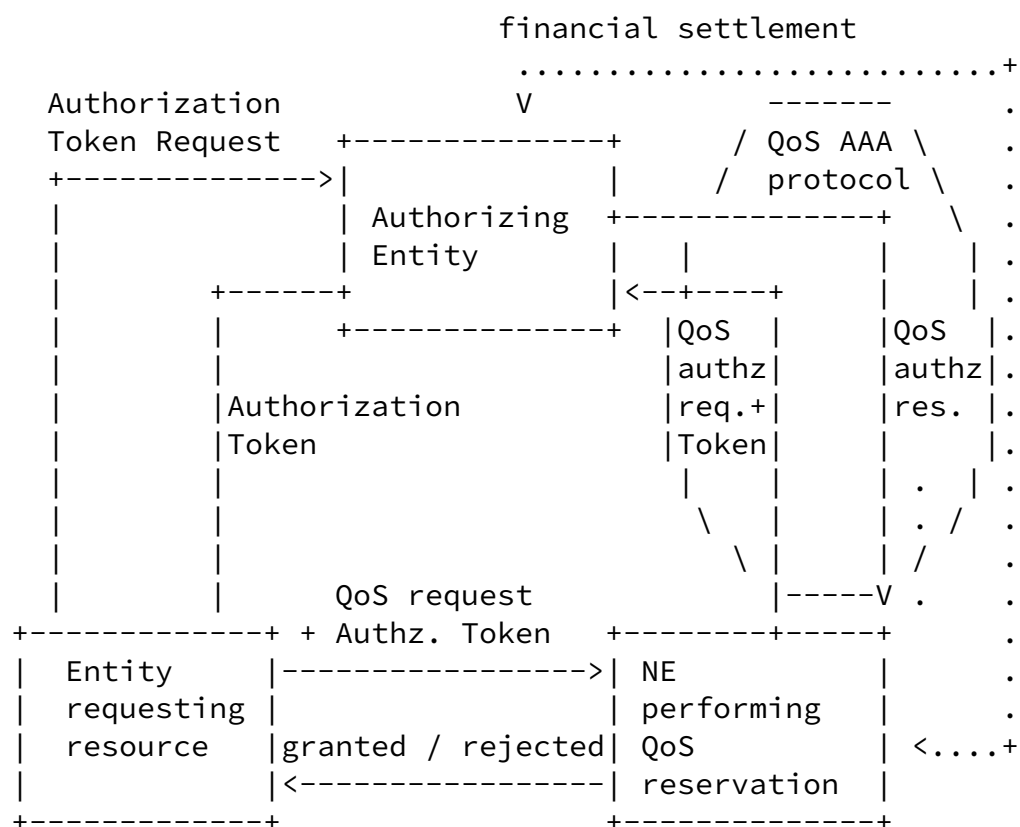 financial settlement
Authorization
Token Request
QoS AAA
protocol
Authorizing
Entity
QoS
authz
req.+
Token
QoS
authz
res.
Authorization
Token
QoS request
+ Authz. Token
Entity
requesting
resource
granted / rejected
NE
performing
QoS
reservation